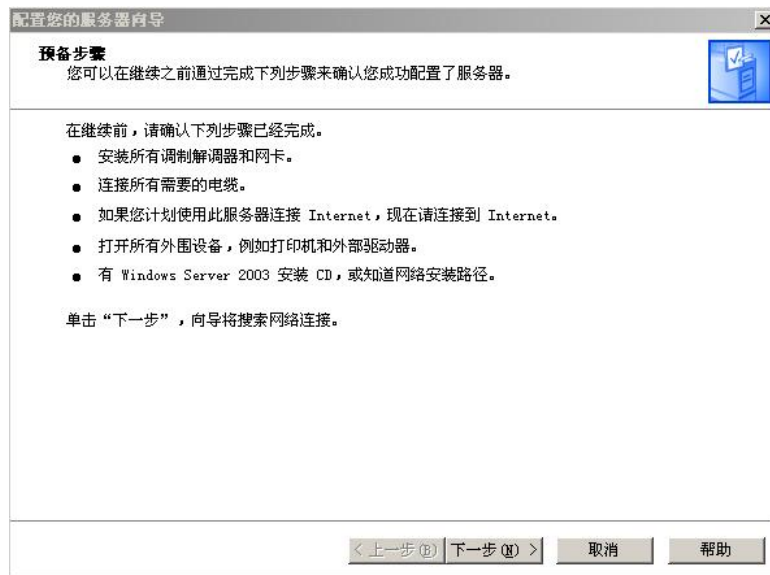 配置您的服务器向导
预备步骤
您可以在继续之前通过完成下列步骤来确认您成功配置了服务器。
在继续前，请确认下列步骤已经完成。
● 安装所有调制解调器和网卡。
● 连接所有需要的电缆。
● 如果您计划使用此服务器连接 Internet，现在请连接到 Internet。
● 打开所有外围设备，例如打印机和外部驱动器。
● 有 Windows Server 2003 安装 CD，或知道网络安装路径。
单击“下一步”，向导将搜索网络连接。
< 上一步(B) 下一步(N) > 取消 帮助